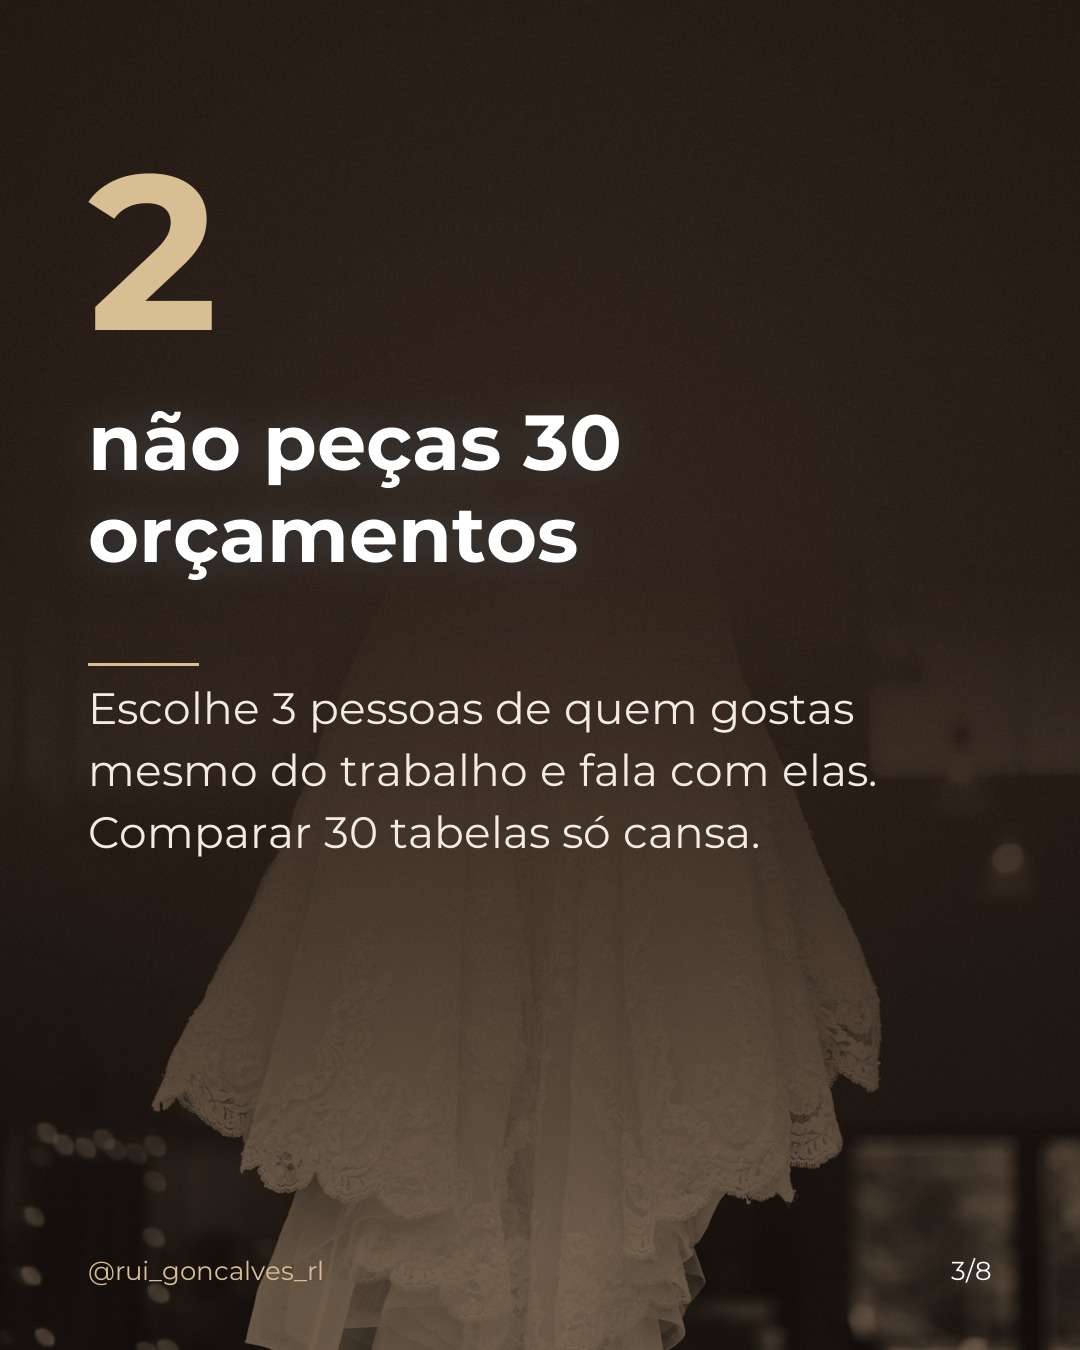 2
não peças 30
orçamentos
Escolhe 3 pessoas de quem gostas
mesmo do trabalho e fala com elas.
Comparar 30 tabelas só cansa.
@rui_goncalves_rl
3/8